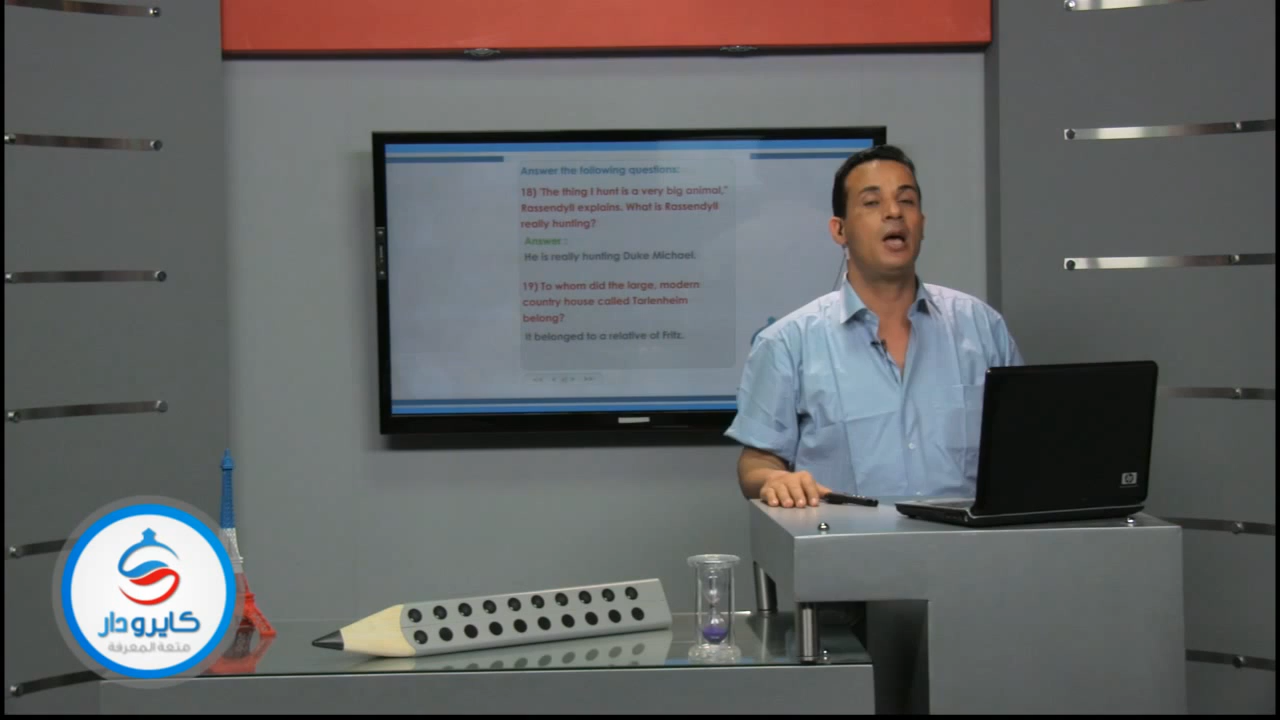 Answer the following questions:
18) 'The thing I hunt is a very big animal,"
Rassendyll explains. What is Rassendyll
really hunting?
Answer :
He is really hunting Duke Michael.
19) To whom did the large, modern
country house called Tarlenheim
belong?
It belonged to a relative of Fritz.
hp
كايرودار
متعة المعرفة